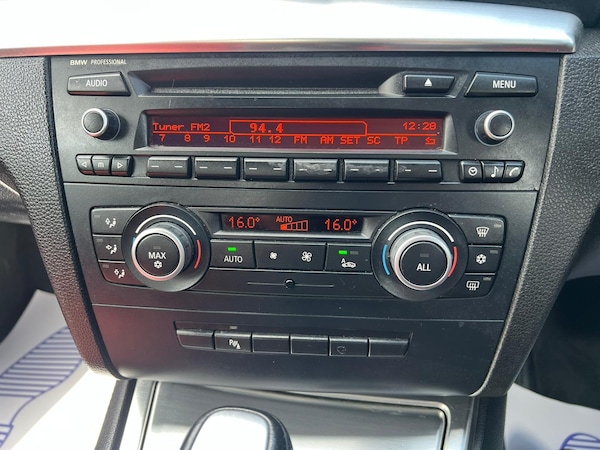 BMW PROFESSIONAL
AUDIO
MENU
Tuner FM2 94.4 12:28
7 8 9 10 11 12 FM AM SET SC TP
16.0° AUTO 16.0°
MAX
AUTO
ALL